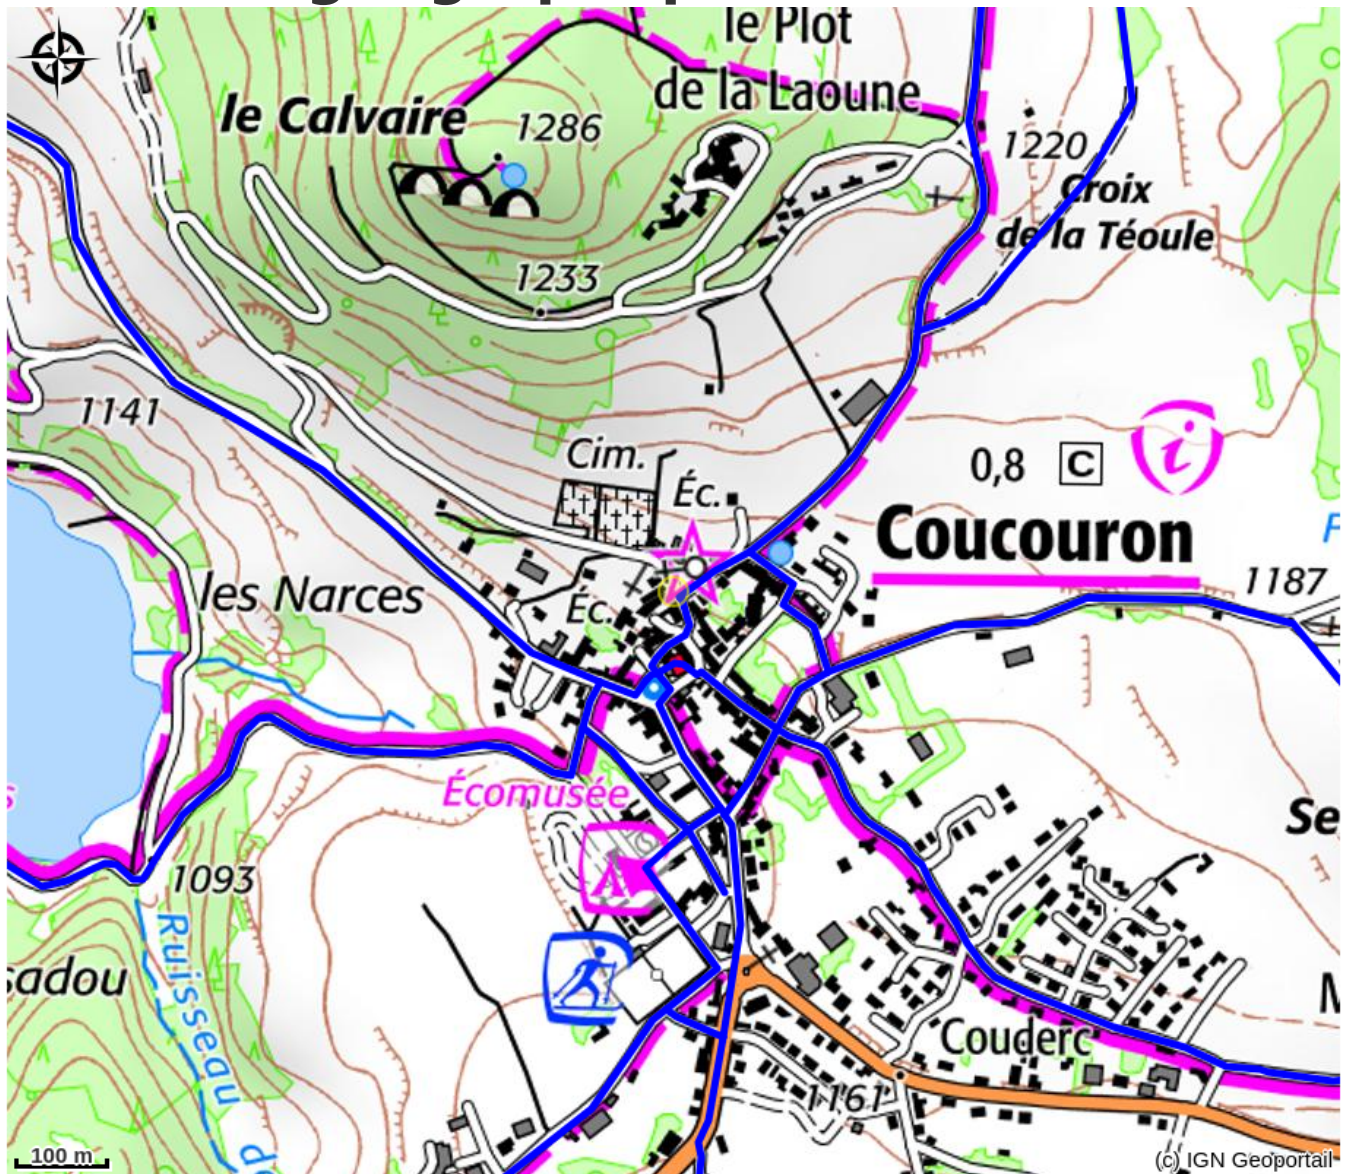 le Plot
de la Laoune
le Calvaire
1286
1220
Croix
de la Téoule
1233
1141
Cim.
Éc.
0,8 C
i
Coucouron
1187
les Narces
Éc.
Écomusée
Se
1093
Ruisseau
sadou
Couderc
1161
100 m
(c) IGN Geoportail